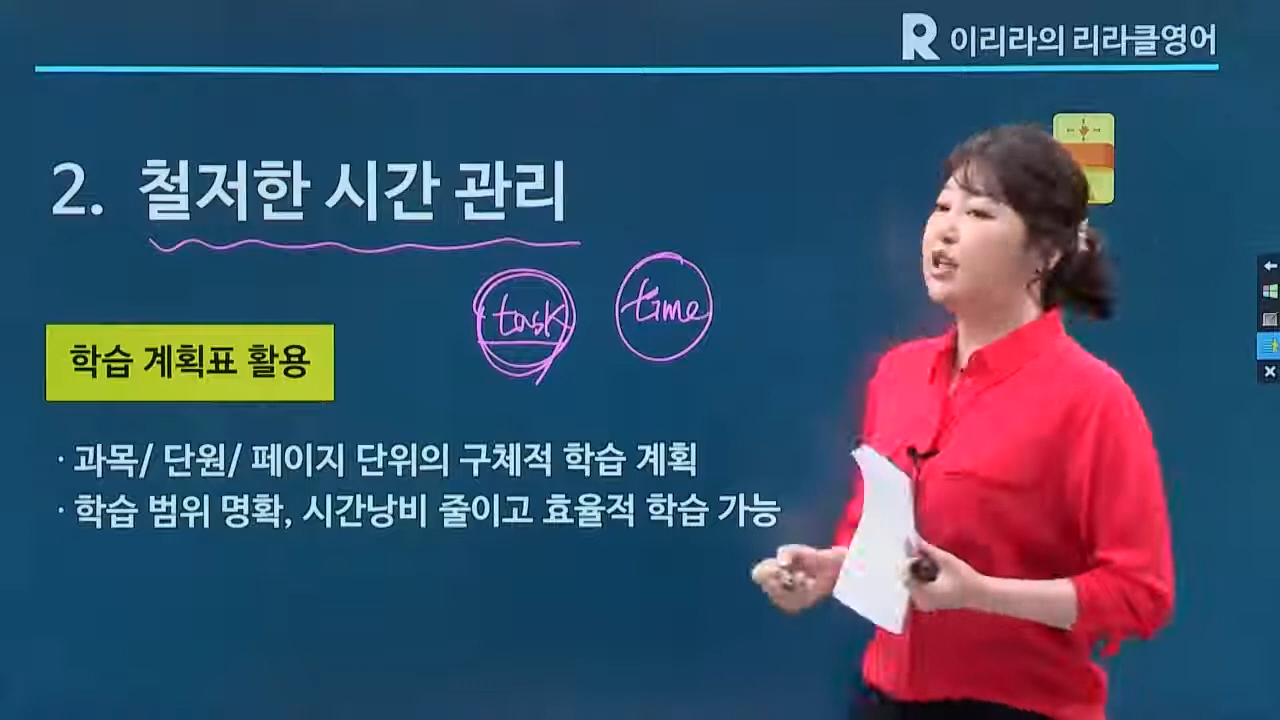 R 이리라의 리라클영어
2. 철저한 시간 관리
task time
학습 계획표 활용
· 과목/ 단원/ 페이지 단위의 구체적 학습 계획
· 학습 범위 명확, 시간낭비 줄이고 효율적 학습 가능